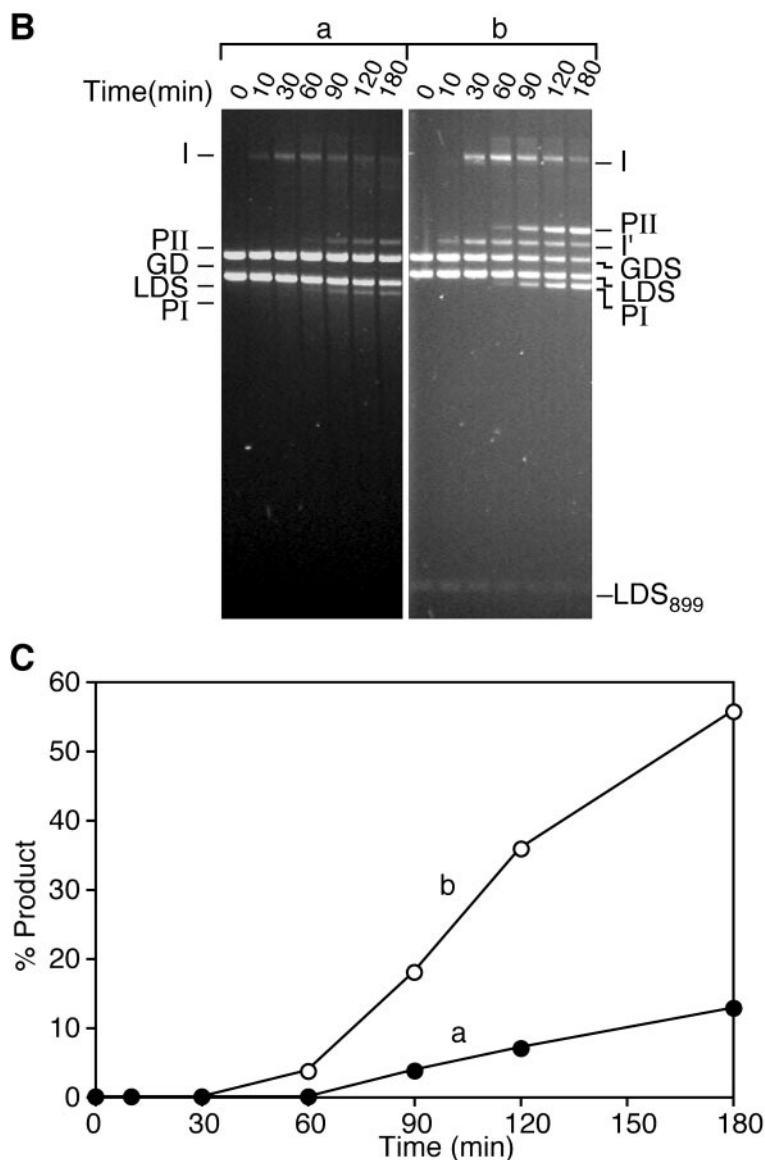 B
a b
Time(min) 0 10 30 60 90 120 180 0 10 30 60 90 120 180
I – – I
PII – – PII
I'
GD – GDS
LDS – LDS
PI – PI
–LDS899
C
60
50
40
30
20
10
0
% Product
b
a
0 30 60 90 120 150 180
Time (min)